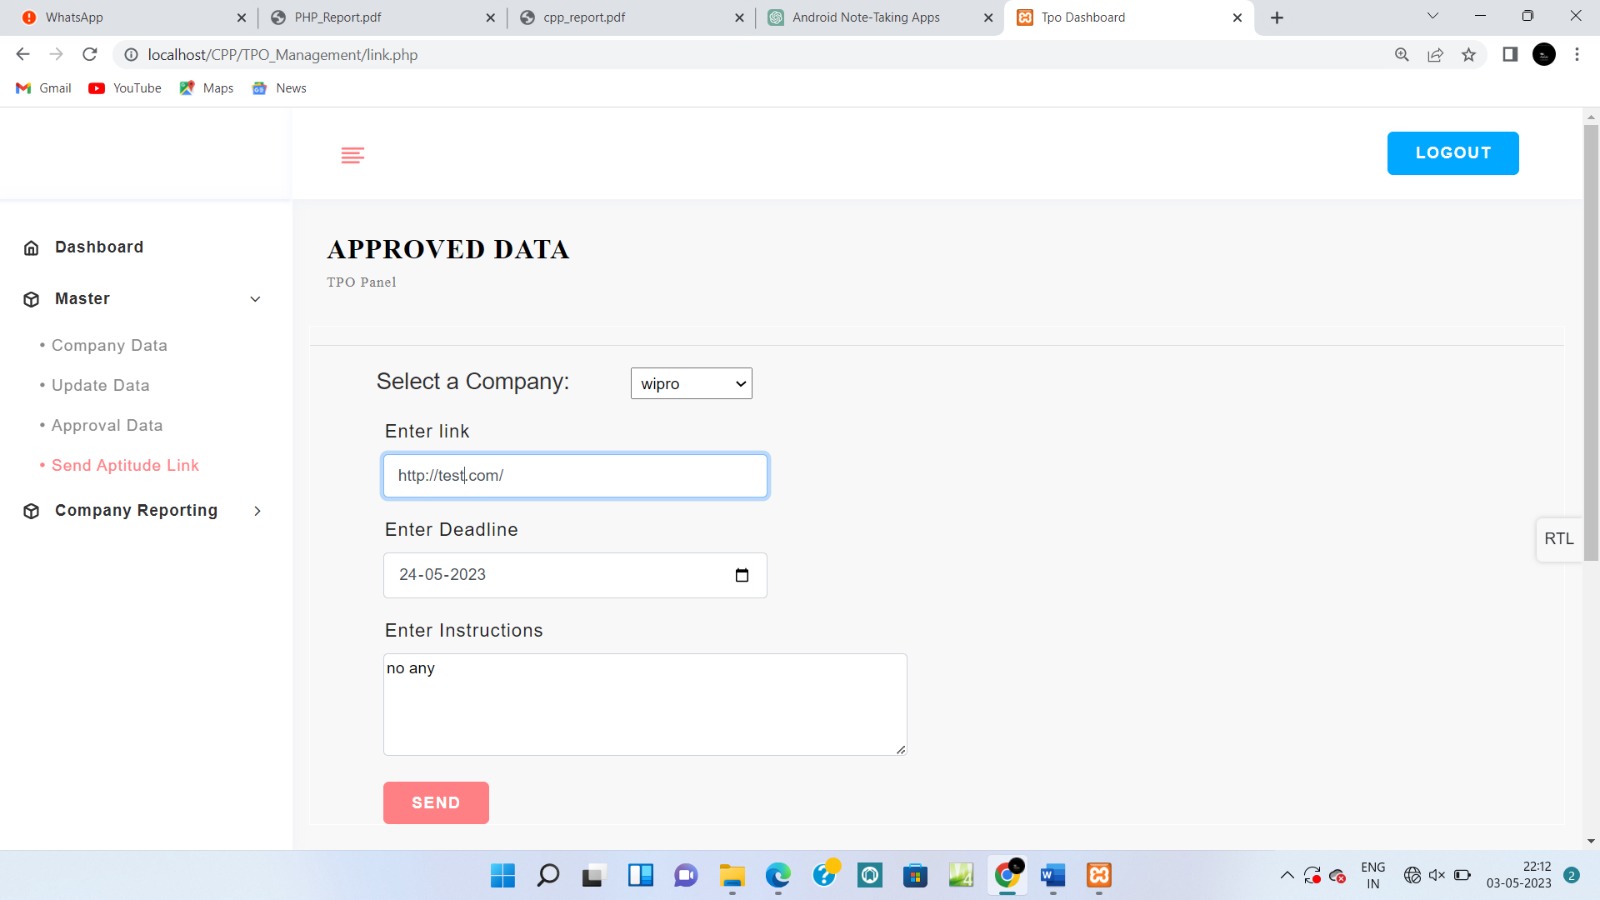 WhatsApp
PHP_Report.pdf
cpp_report.pdf
Android Note-Taking Apps
Tpo Dashboard
localhost/CPP/TPO_Management/link.php
Gmail
YouTube
Maps
News
LOGOUT
Dashboard
Master
• Company Data
• Update Data
• Approval Data
• Send Aptitude Link
Company Reporting
APPROVED DATA
TPO Panel
Select a Company:
wipro
Enter link
http://test.com/
Enter Deadline
24-05-2023
Enter Instructions
no any
SEND
RTL
ENG
IN
22:12
03-05-2023
2